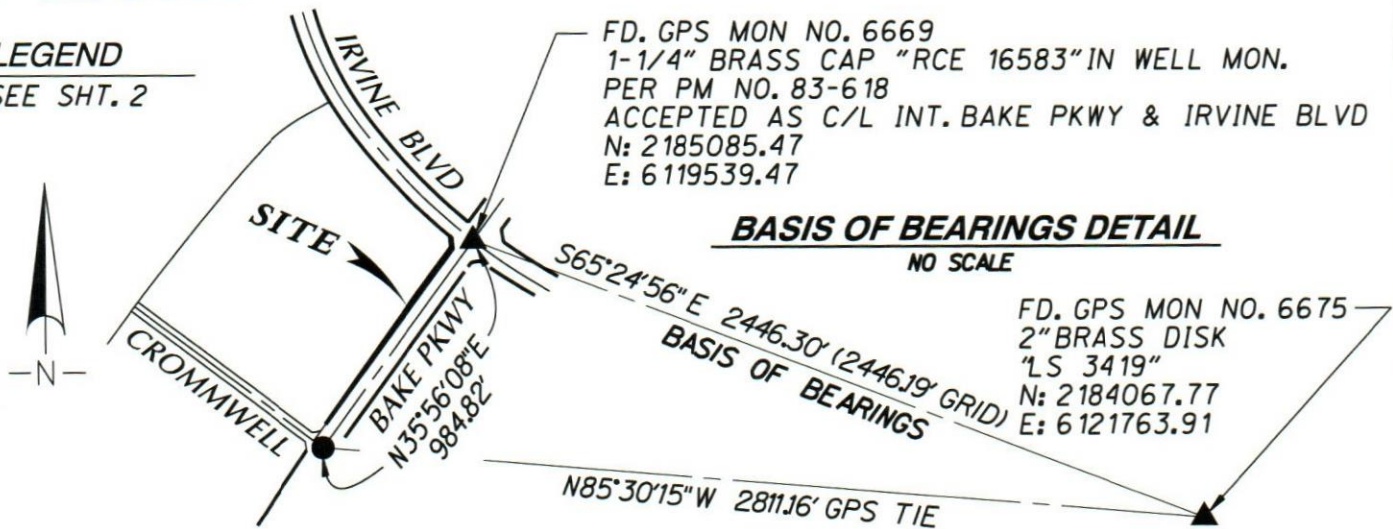 LEGEND
SEE SHT. 2
-N-
IRVINE BLVD
SITE
CROMMWELL
BAKE PKWY
N35°56'08"E
984.82'
FD. GPS MON NO. 6669
1-1/4" BRASS CAP "RCE 16583" IN WELL MON.
PER PM NO. 83-618
ACCEPTED AS C/L INT. BAKE PKWY & IRVINE BLVD
N: 2185085.47
E: 6119539.47
BASIS OF BEARINGS DETAIL
NO SCALE
S65°24'56"E 2446.30' (2446.19' GRID)
BASIS OF BEARINGS
FD. GPS MON NO. 6675
2" BRASS DISK
"LS 3419"
N: 2184067.77
E: 6121763.91
N85°30'15"W 2811.16' GPS TIE